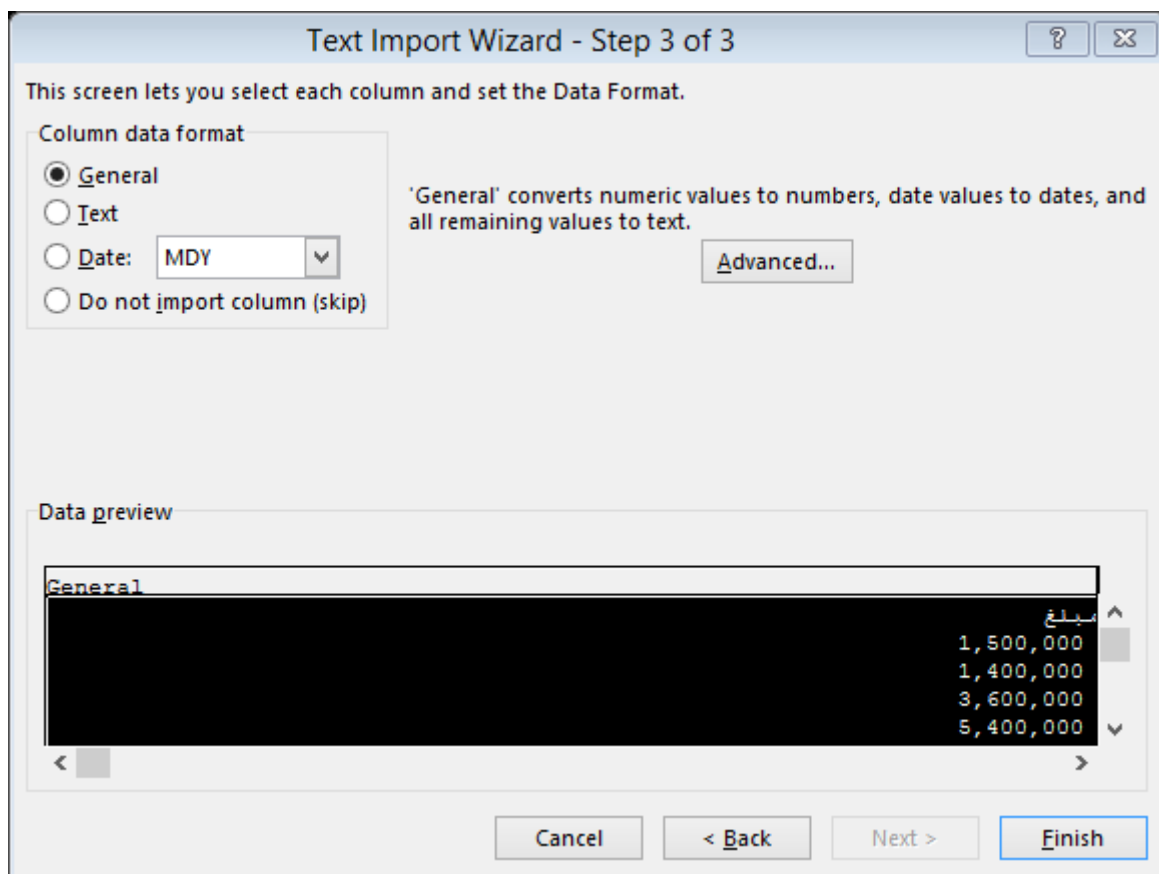 Text Import Wizard - Step 3 of 3
This screen lets you select each column and set the Data Format.
Column data format
General
Text
Date: MDY
Do not import column (skip)
'General' converts numeric values to numbers, date values to dates, and
all remaining values to text.
Advanced...
Data preview
General
مبلغ
1,500,000
1,400,000
3,600,000
5,400,000
Cancel < Back Next > Finish